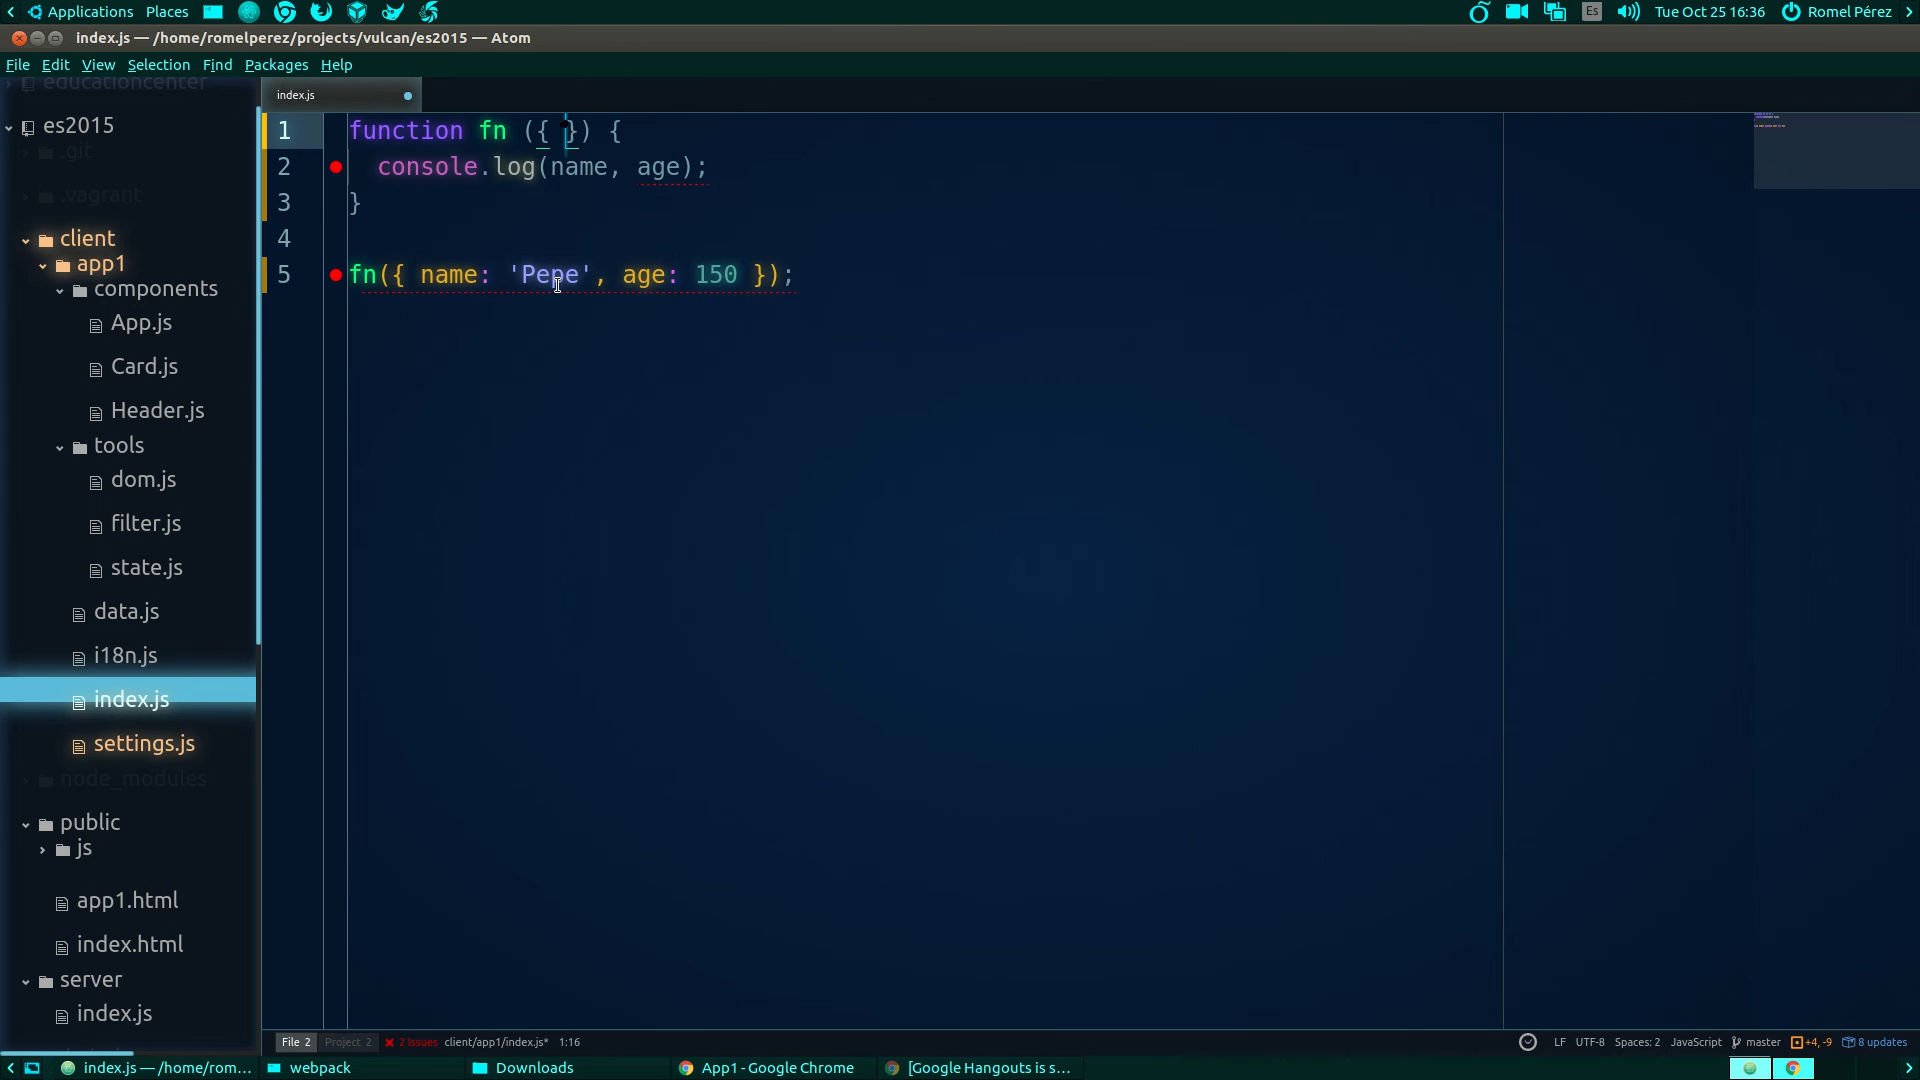 Applications Places Es Tue Oct 25 16:36 Romel Pérez
index.js — /home/romelperez/projects/vulcan/es2015 — Atom
File Edit View Selection Find Packages Help
educationcenter
es2015
.git
.vagrant
client
app1
components
App.js
Card.js
Header.js
tools
dom.js
filter.js
state.js
data.js
i18n.js
index.js
settings.js
node_modules
public
js
app1.html
index.html
server
index.js
index.js
1 function fn ({ }) {
2 console.log(name, age);
3 }
4
5 fn({ name: 'Pepe', age: 150 });
File 2 Project 2 2 Issues client/app1/index.js* 1:16 LF UTF-8 Spaces: 2 JavaScript master +4, -9 8 updates
index.js — /home/rom... webpack Downloads App1 - Google Chrome [Google Hangouts is s...